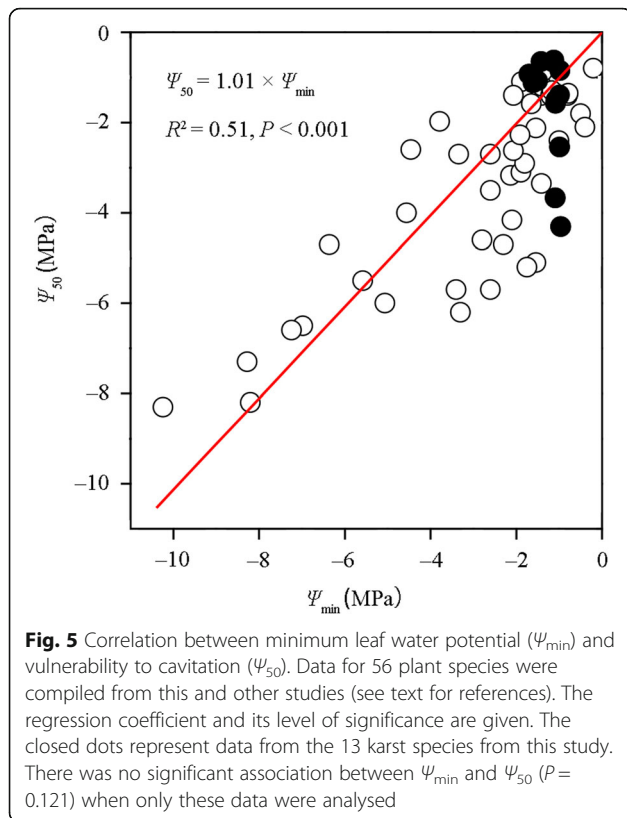 Ψ50 = 1.01 × Ψmin
R² = 0.51, P < 0.001
0
−2
−4
−6
−8
−10
Ψ50 (MPa)
−10 −8 −6 −4 −2 0
Ψmin (MPa)
Fig. 5 Correlation between minimum leaf water potential (Ψmin) and
vulnerability to cavitation (Ψ50). Data for 56 plant species were
compiled from this and other studies (see text for references). The
regression coefficient and its level of significance are given. The
closed dots represent data from the 13 karst species from this study.
There was no significant association between Ψmin and Ψ50 (P =
0.121) when only these data were analysed